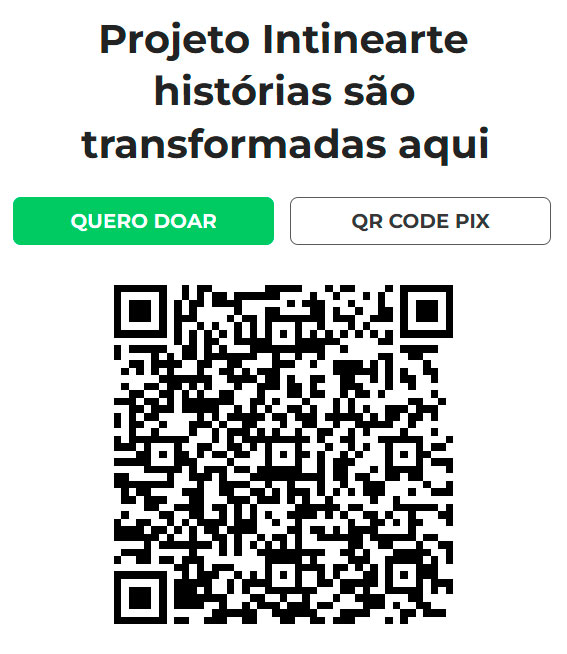 Projeto Intinearte
histórias são
transformadas aqui
QUERO DOAR
QR CODE PIX